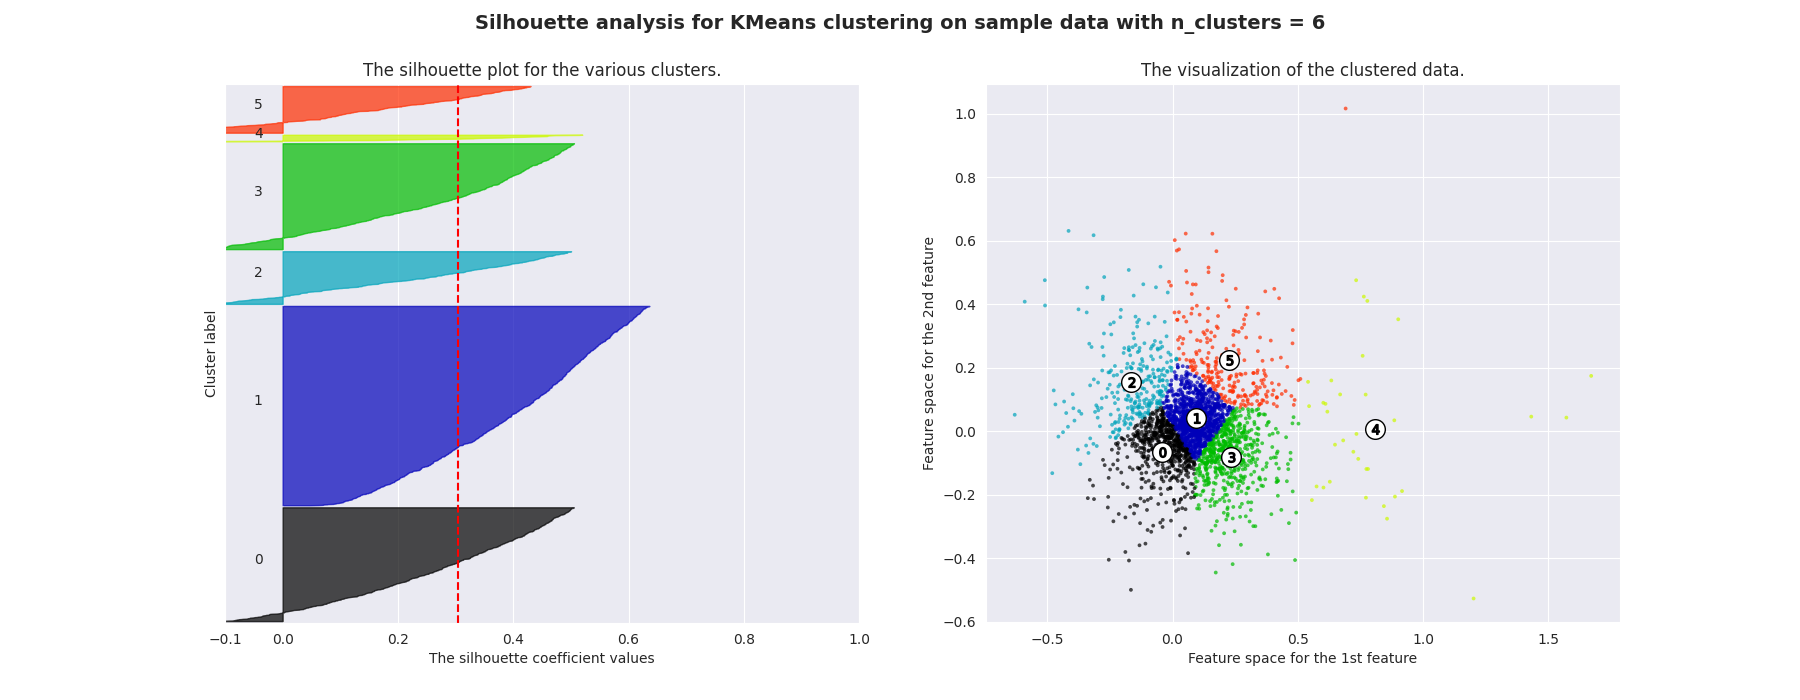 Silhouette analysis for KMeans clustering on sample data with n_clusters = 6
The silhouette plot for the various clusters.
5
4
3
2
1
0
Cluster label
−0.1 0.0 0.2 0.4 0.6 0.8 1.0
The silhouette coefficient values
The visualization of the clustered data.
1.0
0.8
0.6
0.4
0.2
0.0
−0.2
−0.4
−0.6
Feature space for the 2nd feature
5
2
1
4
0
3
−0.5 0.0 0.5 1.0 1.5
Feature space for the 1st feature